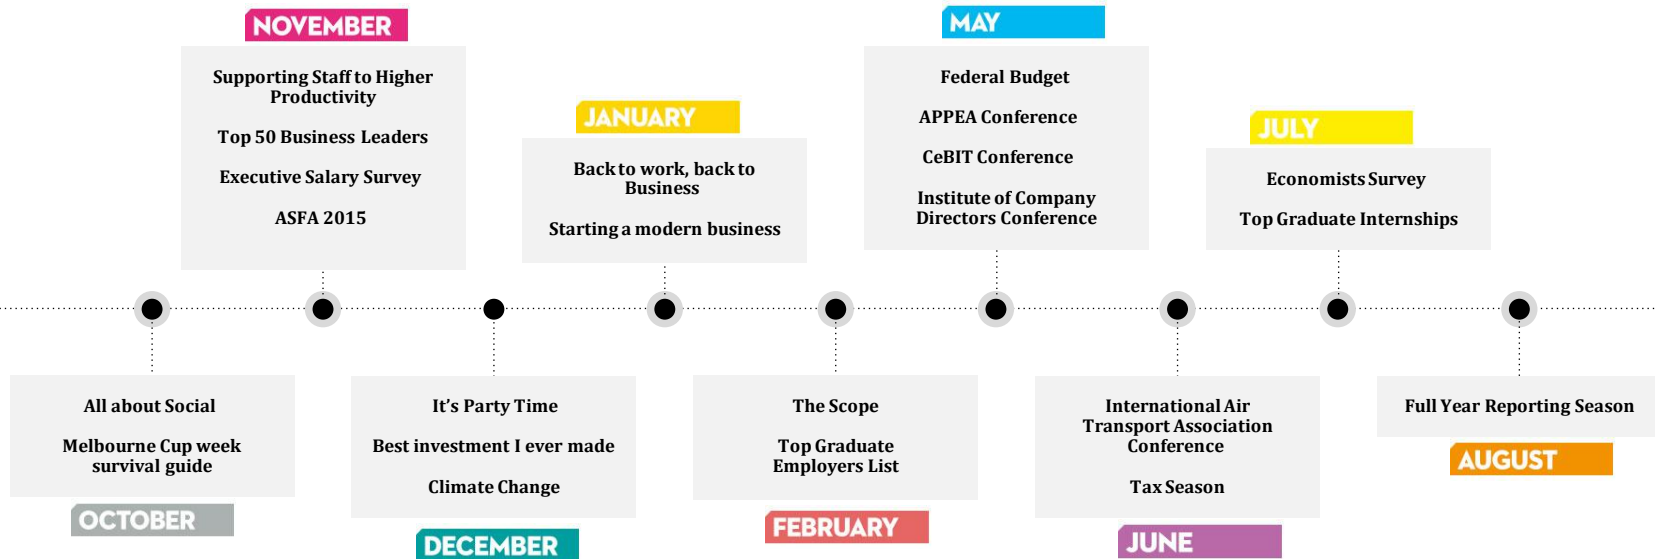 NOVEMBER
Supporting Staff to Higher
Productivity
Top 50 Business Leaders
Executive Salary Survey
ASFA 2015
JANUARY
Back to work, back to
Business
Starting a modern business
MAY
Federal Budget
APPEA Conference
CeBIT Conference
Institute of Company
Directors Conference
JULY
Economists Survey
Top Graduate Internships
All about Social
Melbourne Cup week
survival guide
OCTOBER
It's Party Time
Best investment I ever made
Climate Change
DECEMBER
The Scope
Top Graduate
Employers List
FEBRUARY
International Air
Transport Association
Conference
Tax Season
JUNE
Full Year Reporting Season
AUGUST